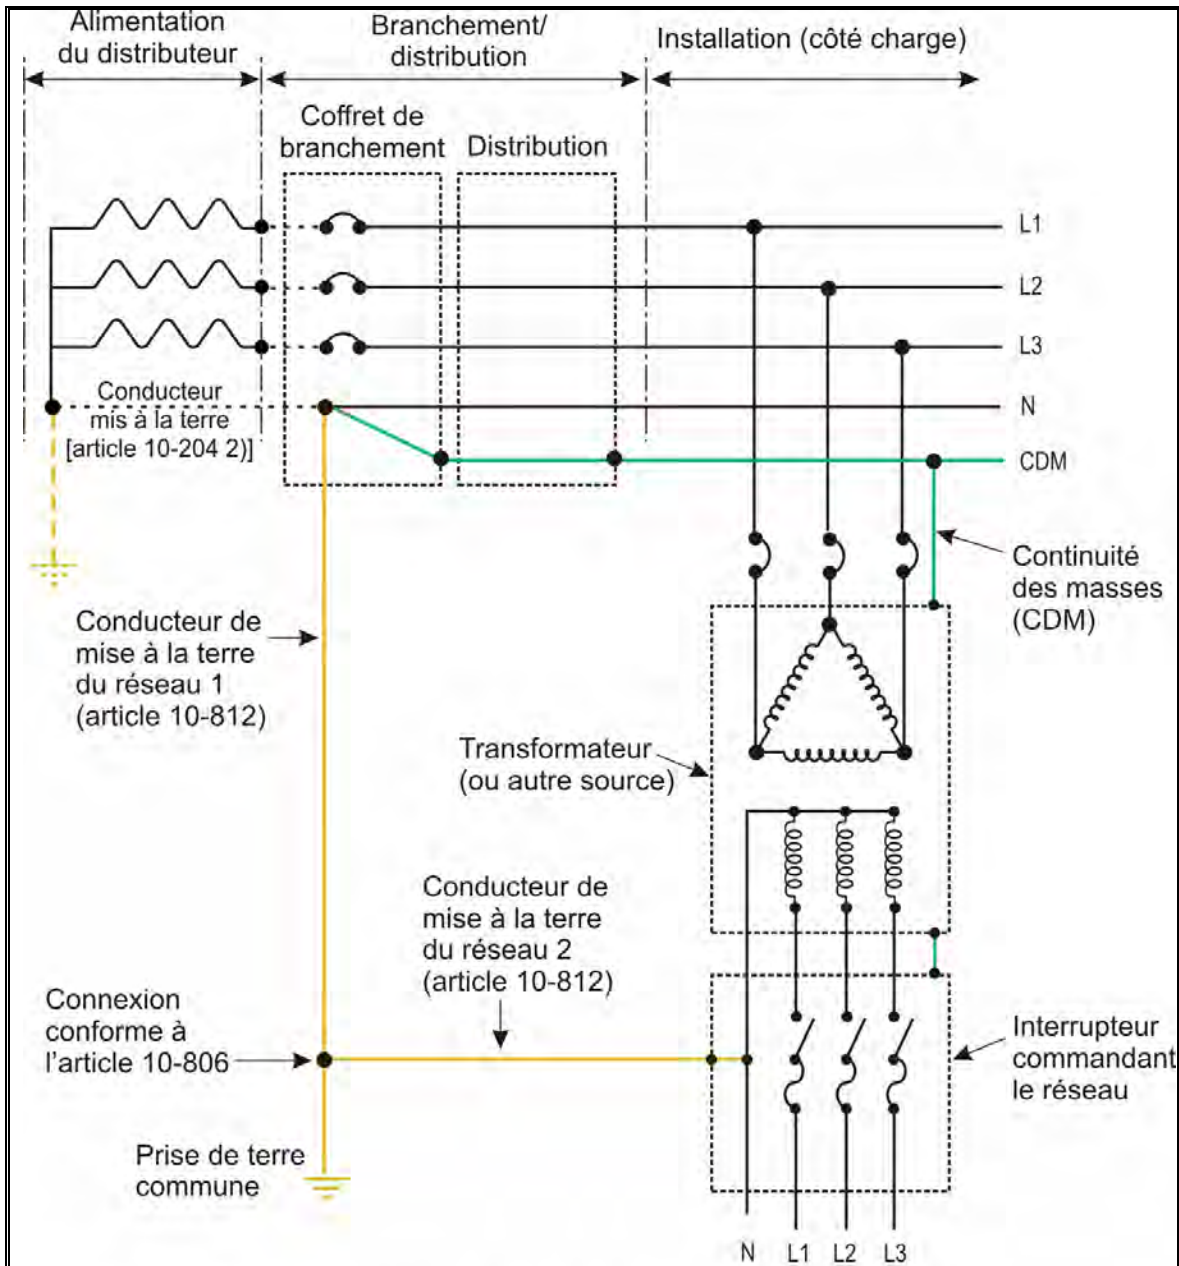 Alimentation
du distributeur
Branchement/
distribution
Installation (côté charge)
Coffret de
branchement
Distribution
L1
L2
L3
Conducteur
mis à la terre
[article 10-204 2)]
N
CDM
Continuité
des masses
(CDM)
Conducteur de
mise à la terre
du réseau 1
(article 10-812)
Transformateur
(ou autre source)
Conducteur de
mise à la terre
du réseau 2
(article 10-812)
Connexion
conforme à
l'article 10-806
Interrupteur
commandant
le réseau
Prise de terre
commune
N L1 L2 L3